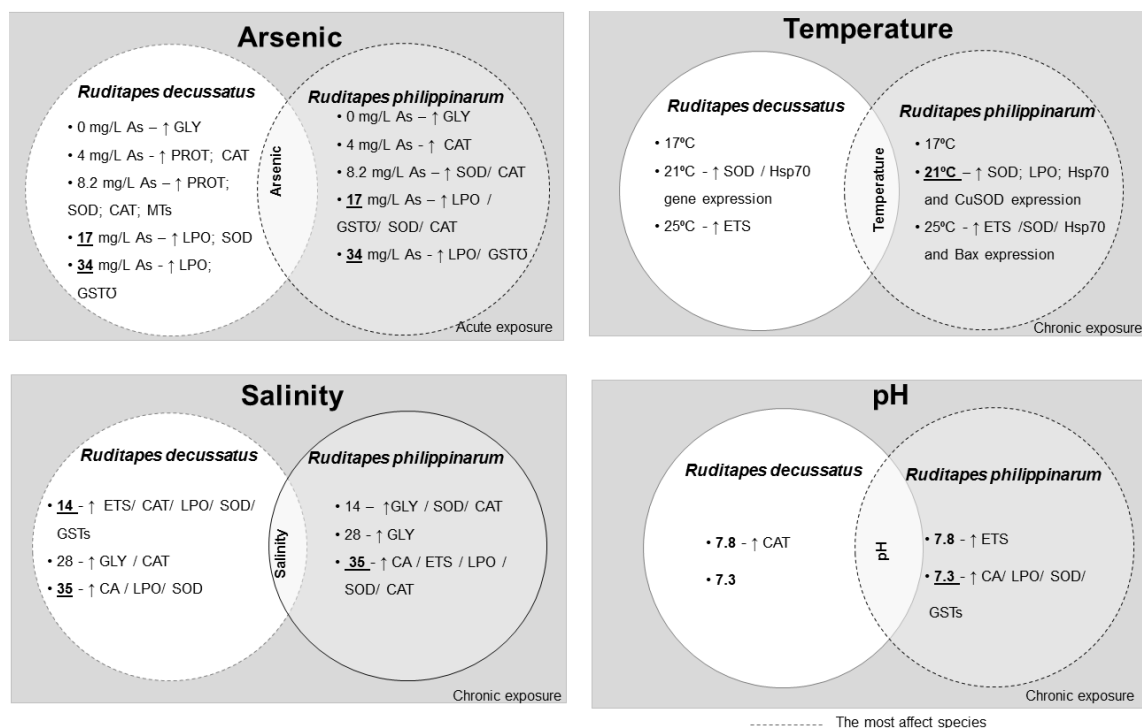 Arsenic
Ruditapes decussatus
• 0 mg/L As – ↑ GLY
• 4 mg/L As - ↑ PROT; CAT
• 8.2 mg/L As – ↑ PROT;
SOD; CAT; MTs
• 17 mg/L As – ↑ LPO; SOD
• 34 mg/L As - ↑ LPO;
GSTƱ
Arsenic
Ruditapes philippinarum
• 0 mg/L As – ↑ GLY
• 4 mg/L As - ↑ CAT
• 8.2 mg/L As – ↑ SOD/ CAT
• 17 mg/L As – ↑ LPO /
GSTƱ/ SOD/ CAT
• 34 mg/L As - ↑ LPO/ GSTƱ
Acute exposure
Temperature
Ruditapes decussatus
• 17ºC
• 21ºC - ↑ SOD / Hsp70
gene expression
• 25ºC - ↑ ETS
Temperature
Ruditapes philippinarum
• 17ºC
• 21ºC – ↑ SOD; LPO; Hsp70
and CuSOD expression
• 25ºC - ↑ ETS /SOD/ Hsp70
and Bax expression
Chronic exposure
Salinity
Ruditapes decussatus
• 14 - ↑ ETS/ CAT/ LPO/ SOD/
GSTs
• 28 - ↑ GLY / CAT
• 35 - ↑ CA / LPO/ SOD
Salinity
Ruditapes philippinarum
• 14 – ↑GLY / SOD/ CAT
• 28 - ↑ GLY
• 35 - ↑ CA / ETS / LPO /
SOD/ CAT
Chronic exposure
pH
Ruditapes decussatus
• 7.8 - ↑ CAT
• 7.3
pH
Ruditapes philippinarum
• 7.8 - ↑ ETS
• 7.3 - ↑ CA/ LPO/ SOD/
GSTs
Chronic exposure
The most affect species